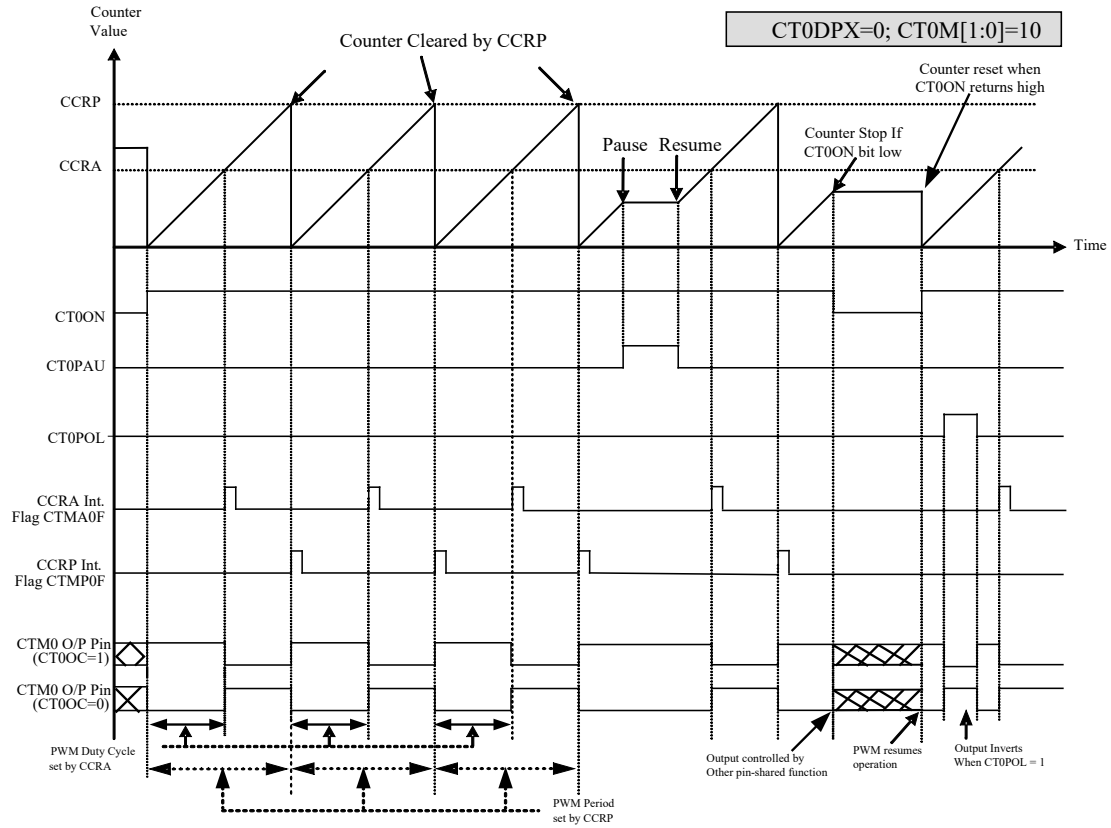 Counter
Value
CT0DPX=0; CT0M[1:0]=10
Counter Cleared by CCRP
Counter reset when
CT0ON returns high
CCRP
Pause Resume
Counter Stop If
CT0ON bit low
CCRA
Time
CT0ON
CT0PAU
CT0POL
CCRA Int.
Flag CTMA0F
CCRP Int.
Flag CTMP0F
CTM0 O/P Pin
(CT0OC=1)
CTM0 O/P Pin
(CT0OC=0)
PWM Duty Cycle
set by CCRA
Output controlled by
Other pin-shared function
PWM resumes
operation
Output Inverts
When CT0POL = 1
PWM Period
set by CCRP